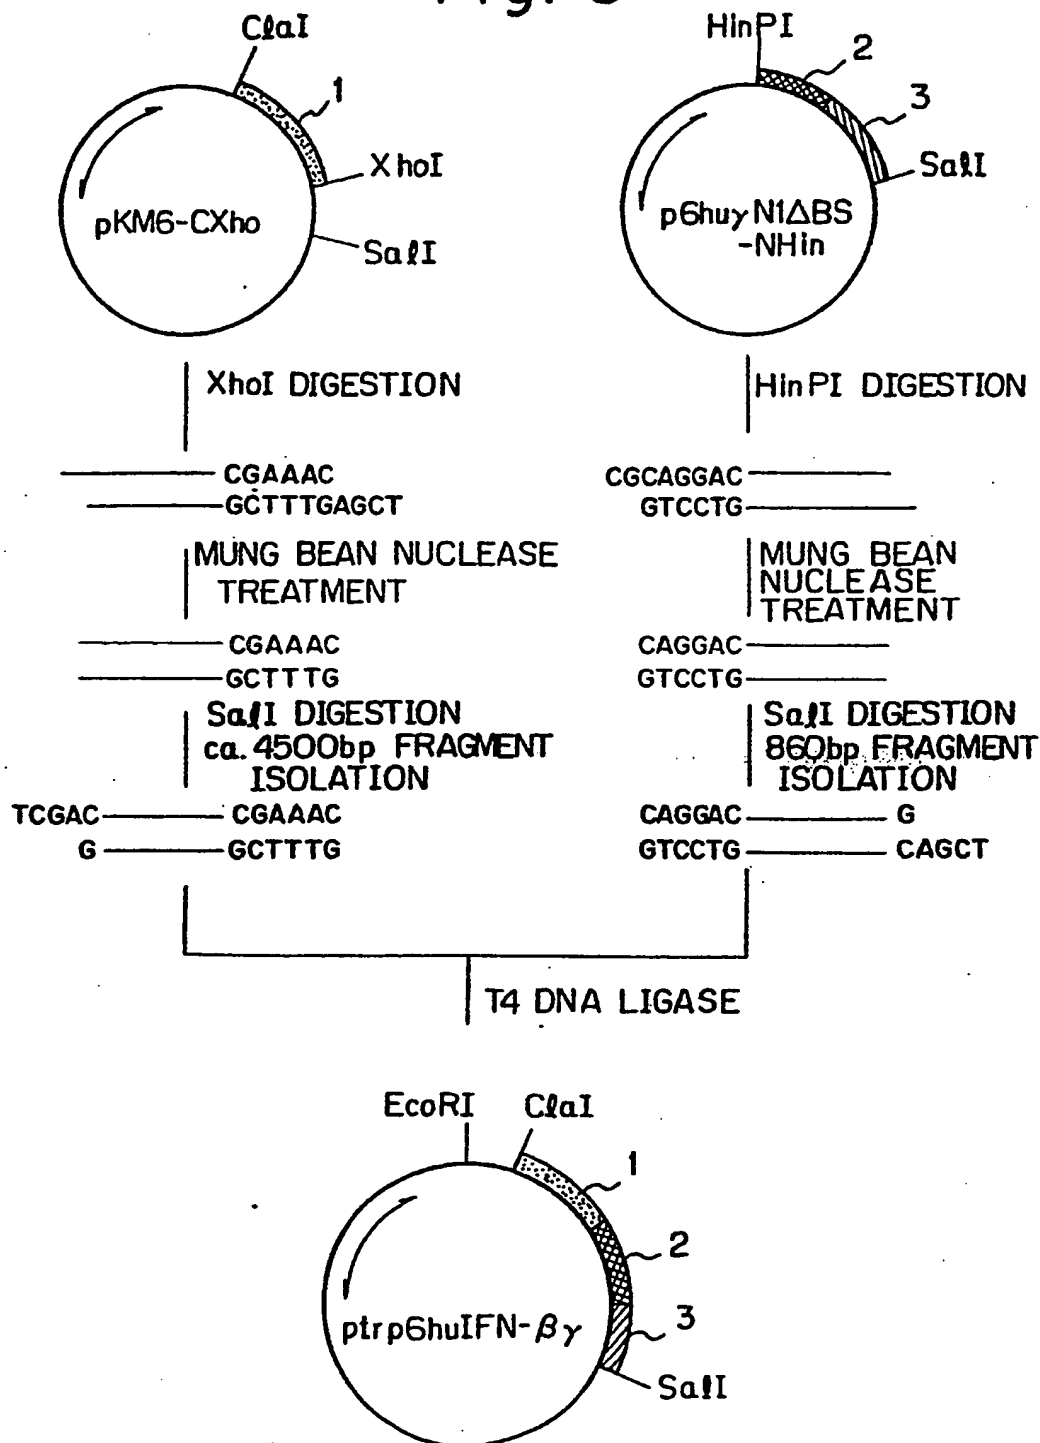 ClaI
1
XhoI
SalI
pKM6-CXho
HinPI
2
3
SalI
p6huγN1ΔBS
-NHin
XhoI DIGESTION
HinPI DIGESTION
CGAAAC
GCTTTGAGCT
CGCAGGAC
GTCCTG
MUNG BEAN NUCLEASE
TREATMENT
MUNG BEAN
NUCLEASE
TREATMENT
CGAAAC
GCTTTG
CAGGAC
GTCCTG
SalI DIGESTION
ca. 4500bp FRAGMENT
ISOLATION
SalI DIGESTION
860bp FRAGMENT
ISOLATION
TCGAC CGAAAC
G GCTTTG
CAGGAC G
GTCCTG CAGCT
T4 DNA LIGASE
EcoRI
ClaI
1
2
3
SalI
ptrp6huIFN-βγ